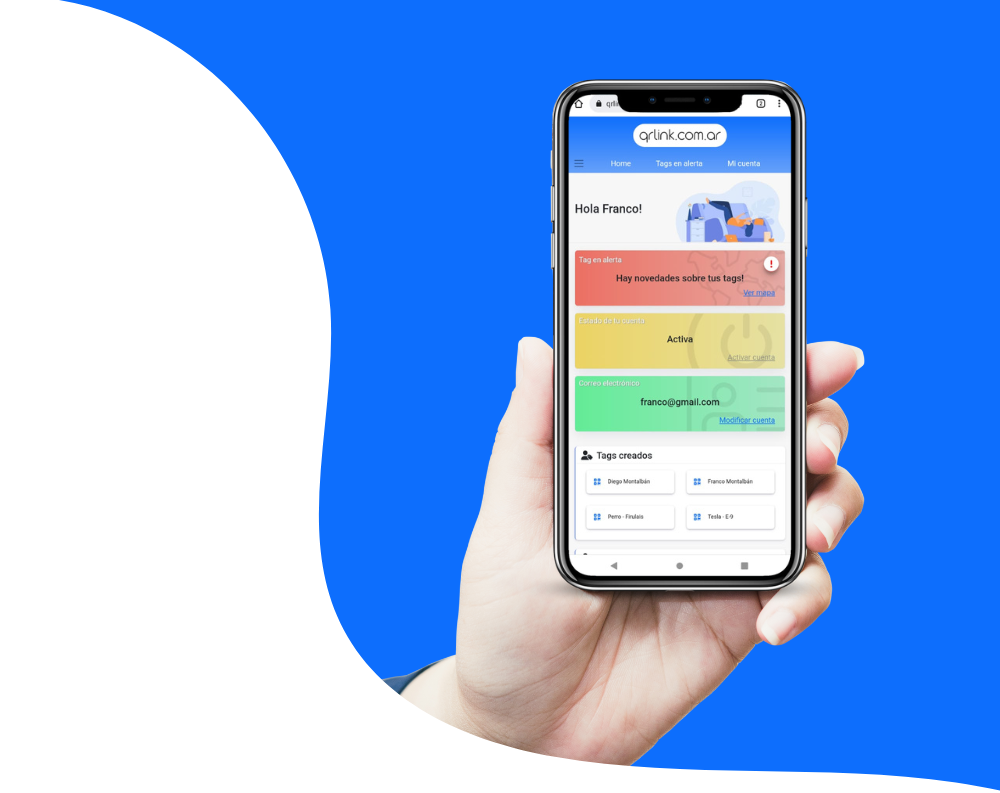 qrli
2
qrlink.com.ar
Home Tags en alerta Mi cuenta
Hola Franco!
Tag en alerta
!
Hay novedades sobre tus tags!
Ver mapa
Estado de tu cuenta
Activa
Activar cuenta
Correo electrónico
franco@gmail.com
Modificar cuenta
Tags creados
Diego Montalbán Franco Montalbán
Perro - Firulais Tesla - E-9